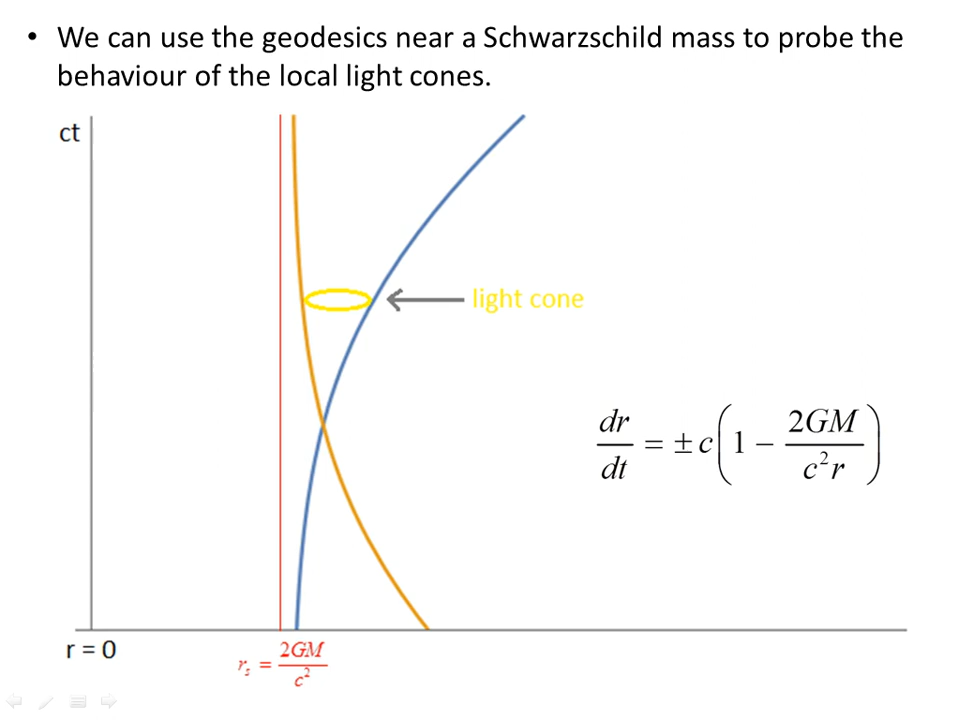 • We can use the geodesics near a Schwarzschild mass to probe the
behaviour of the local light cones.
ct
light cone
dr/dt = ±c(1 − 2GM/c²r)
r = 0
rₛ = 2GM/c²